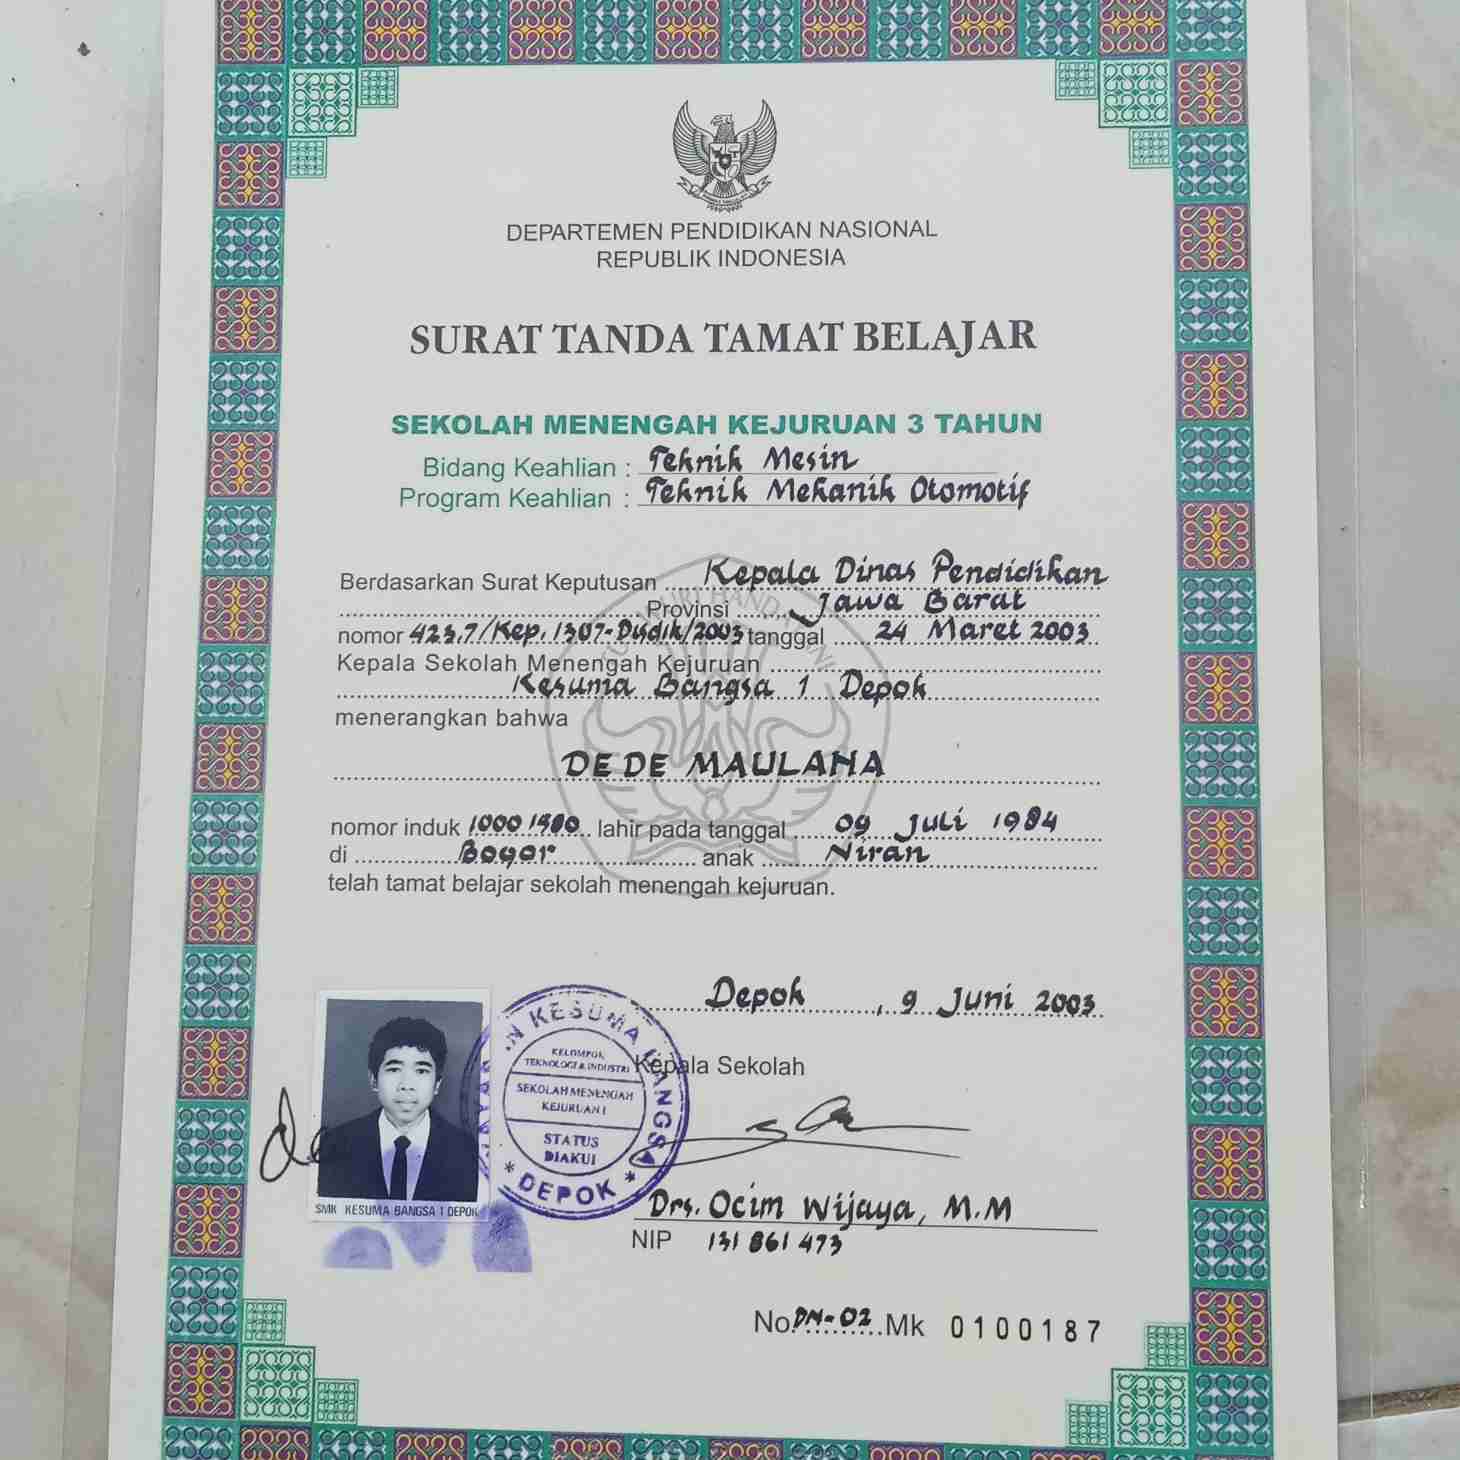 DEPARTEMEN PENDIDIKAN NASIONAL
REPUBLIK INDONESIA
SURAT TANDA TAMAT BELAJAR
SEKOLAH MENENGAH KEJURUAN 3 TAHUN
Bidang Keahlian : Teknik Mesin
Program Keahlian : Teknik Mekanik Otomotif
Berdasarkan Surat Keputusan Kepala Dinas Pendidikan
Provinsi Jawa Barat
nomor 423.7/Kep. 1307-Disdik/2003 tanggal 24 Maret 2003
Kepala Sekolah Menengah Kejuruan
Kesuma Bangsa 1 Depok
menerangkan bahwa
DEDE MAULANA
nomor induk 10001980 lahir pada tanggal 09 Juli 1984
di Bogor anak Niran
telah tamat belajar sekolah menengah kejuruan.
Depok, 9 Juni 2003
Kepala Sekolah
KESUMA BANGSA
KELOMPOK
TEKNOLOGI & INDUSTRI
SEKOLAH MENENGAH
KEJURUAN 1
STATUS
DIAKUI
* DEPOK *
SMK KESUMA BANGSA 1 DEPOK
Drs. Ocim Wijaya, M.M
NIP 131 861 473
No. DN-02 Mk 0100187